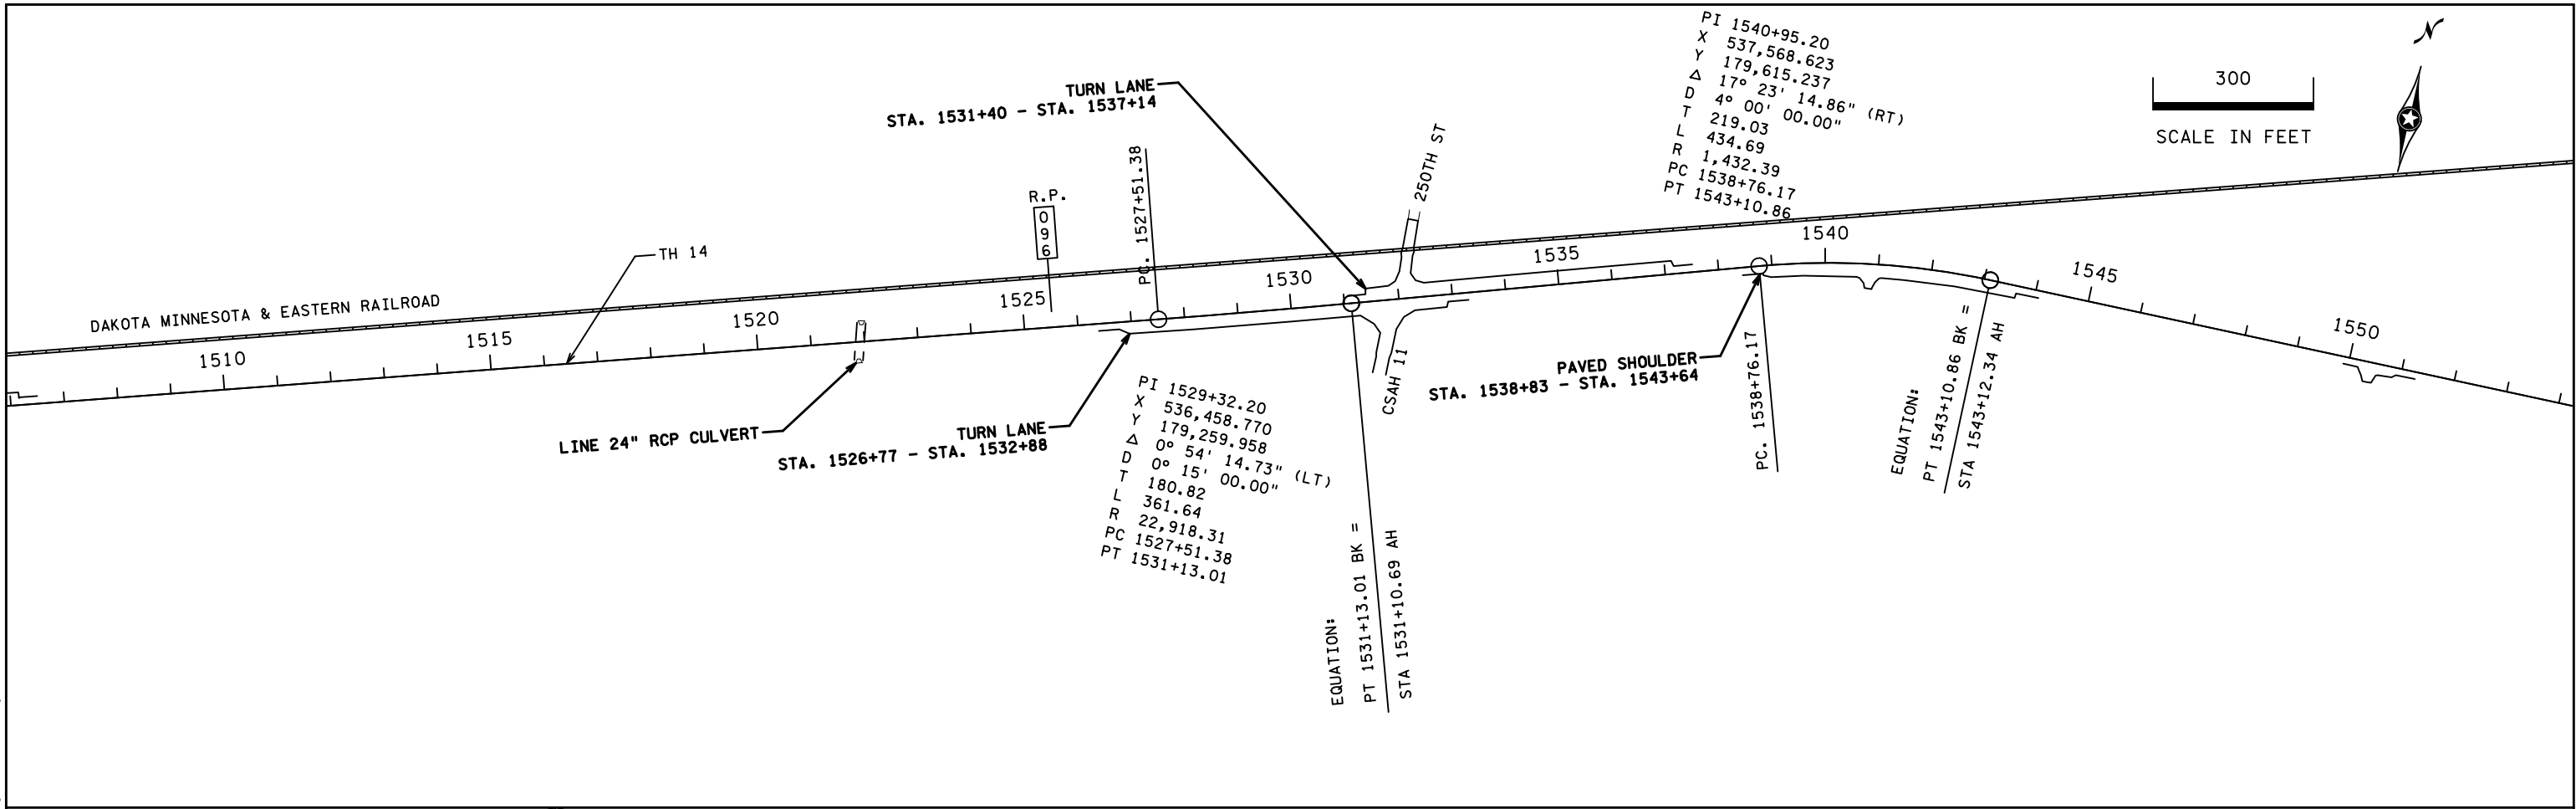 PI 1540+95.20
X 537,568.623
Y 179,615.237
Δ 17° 23' 14.86" (RT)
D 4° 00' 00.00"
T 219.03
L 434.69
R 1,432.39
PC 1538+76.17
PT 1543+10.86
N
300
SCALE IN FEET
TURN LANE
STA. 1531+40 - STA. 1537+14
250TH ST
PC. 1527+51.38
R.P.
0
9
6
TH 14
DAKOTA MINNESOTA & EASTERN RAILROAD
1510
1515
1520
1525
1530
1535
1540
1545
1550
LINE 24" RCP CULVERT
TURN LANE
STA. 1526+77 - STA. 1532+88
PI 1529+32.20
X 536,458.770
Y 179,259.958
Δ 0° 54' 14.73" (LT)
D 0° 15' 00.00"
T 180.82
L 361.64
R 22,918.31
PC 1527+51.38
PT 1531+13.01
CSAH 11
EQUATION:
PT 1531+13.01 BK =
STA 1531+10.69 AH
PAVED SHOULDER
STA. 1538+83 - STA. 1543+64
PC. 1538+76.17
EQUATION:
PT 1543+10.86 BK =
STA 1543+12.34 AH